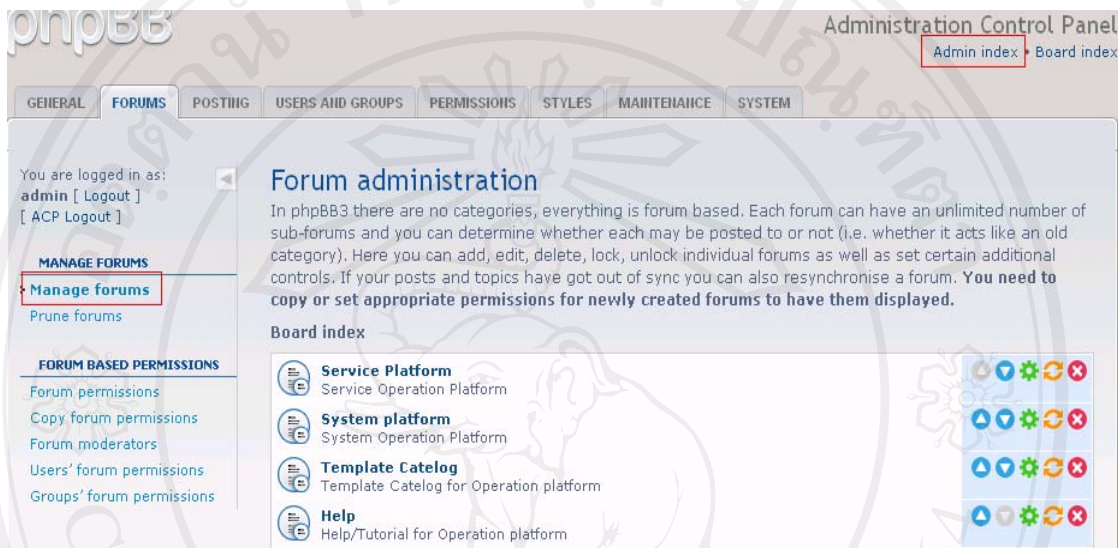 phpBB
Administration Control Panel
Admin index • Board index
GENERAL FORUMS POSTING USERS AND GROUPS PERMISSIONS STYLES MAINTENANCE SYSTEM
You are logged in as:
admin [ Logout ]
[ ACP Logout ]
MANAGE FORUMS
Manage forums
Prune forums
FORUM BASED PERMISSIONS
Forum permissions
Copy forum permissions
Forum moderators
Users' forum permissions
Groups' forum permissions
Forum administration
In phpBB3 there are no categories, everything is forum based. Each forum can have an unlimited number of
sub-forums and you can determine whether each may be posted to or not (i.e. whether it acts like an old
category). Here you can add, edit, delete, lock, unlock individual forums as well as set certain additional
controls. If your posts and topics have got out of sync you can also resynchronise a forum. You need to
copy or set appropriate permissions for newly created forums to have them displayed.
Board index
Service Platform
Service Operation Platform
System platform
System Operation Platform
Template Catelog
Template Catelog for Operation platform
Help
Help/Tutorial for Operation platform